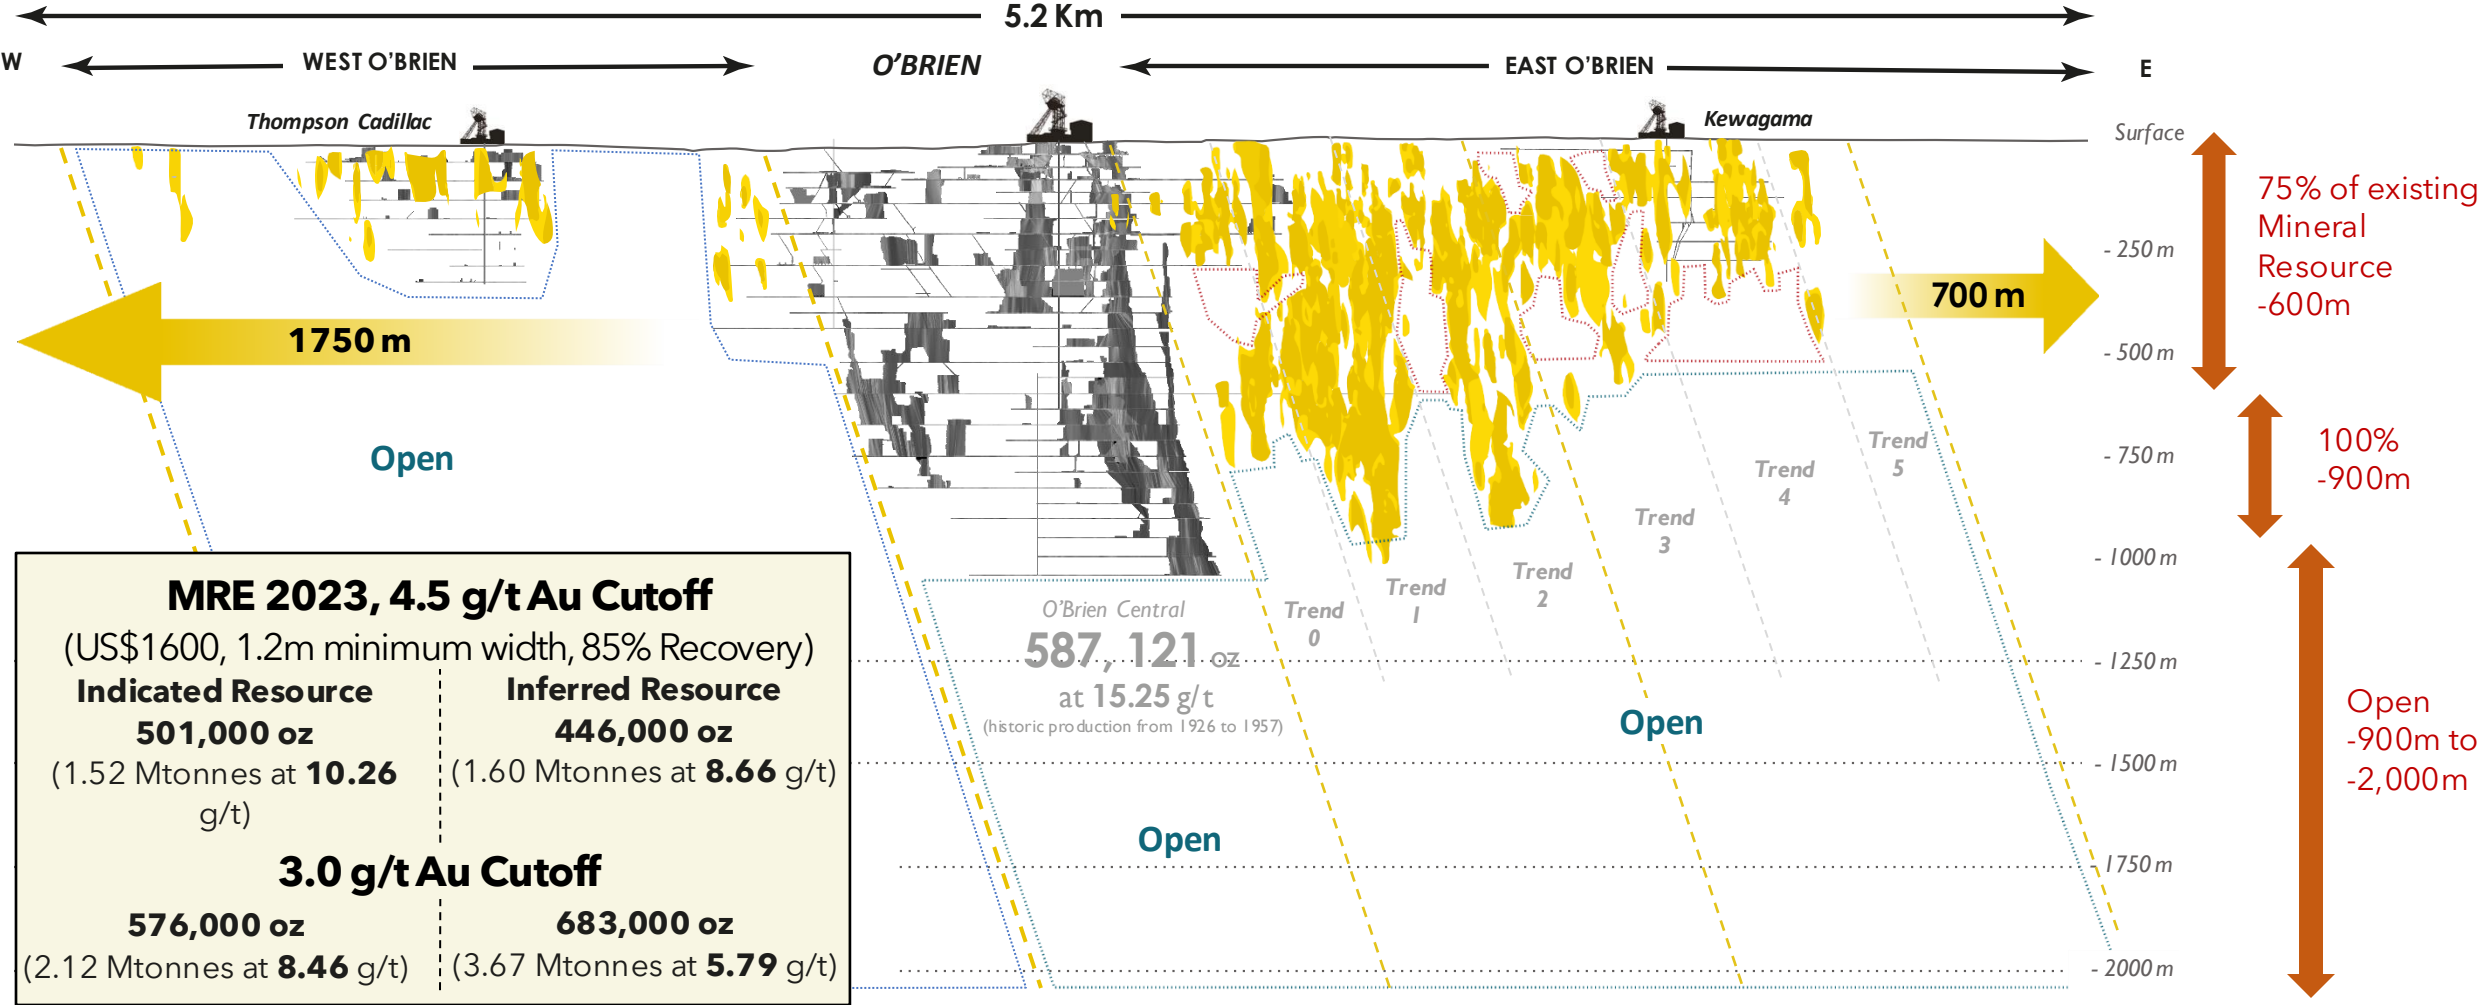 5.2 Km
W
WEST O'BRIEN
O'BRIEN
EAST O'BRIEN
E
Thompson Cadillac
Kewagama
Surface
- 250 m
- 500 m
- 750 m
- 1000 m
- 1250 m
- 1500 m
- 1750 m
- 2000 m
75% of existing
Mineral
Resource
-600m
100%
-900m
Open
-900m to
-2,000m
1750 m
700 m
Open
Open
Open
Trend
0
Trend
1
Trend
2
Trend
3
Trend
4
Trend
5
O'Brien Central
587, 121 oz
at 15.25 g/t
(historic production from 1926 to 1957)
MRE 2023, 4.5 g/t Au Cutoff
(US$1600, 1.2m minimum width, 85% Recovery)
Indicated Resource
501,000 oz
(1.52 Mtonnes at 10.26
g/t)
Inferred Resource
446,000 oz
(1.60 Mtonnes at 8.66 g/t)
3.0 g/t Au Cutoff
576,000 oz
(2.12 Mtonnes at 8.46 g/t)
683,000 oz
(3.67 Mtonnes at 5.79 g/t)